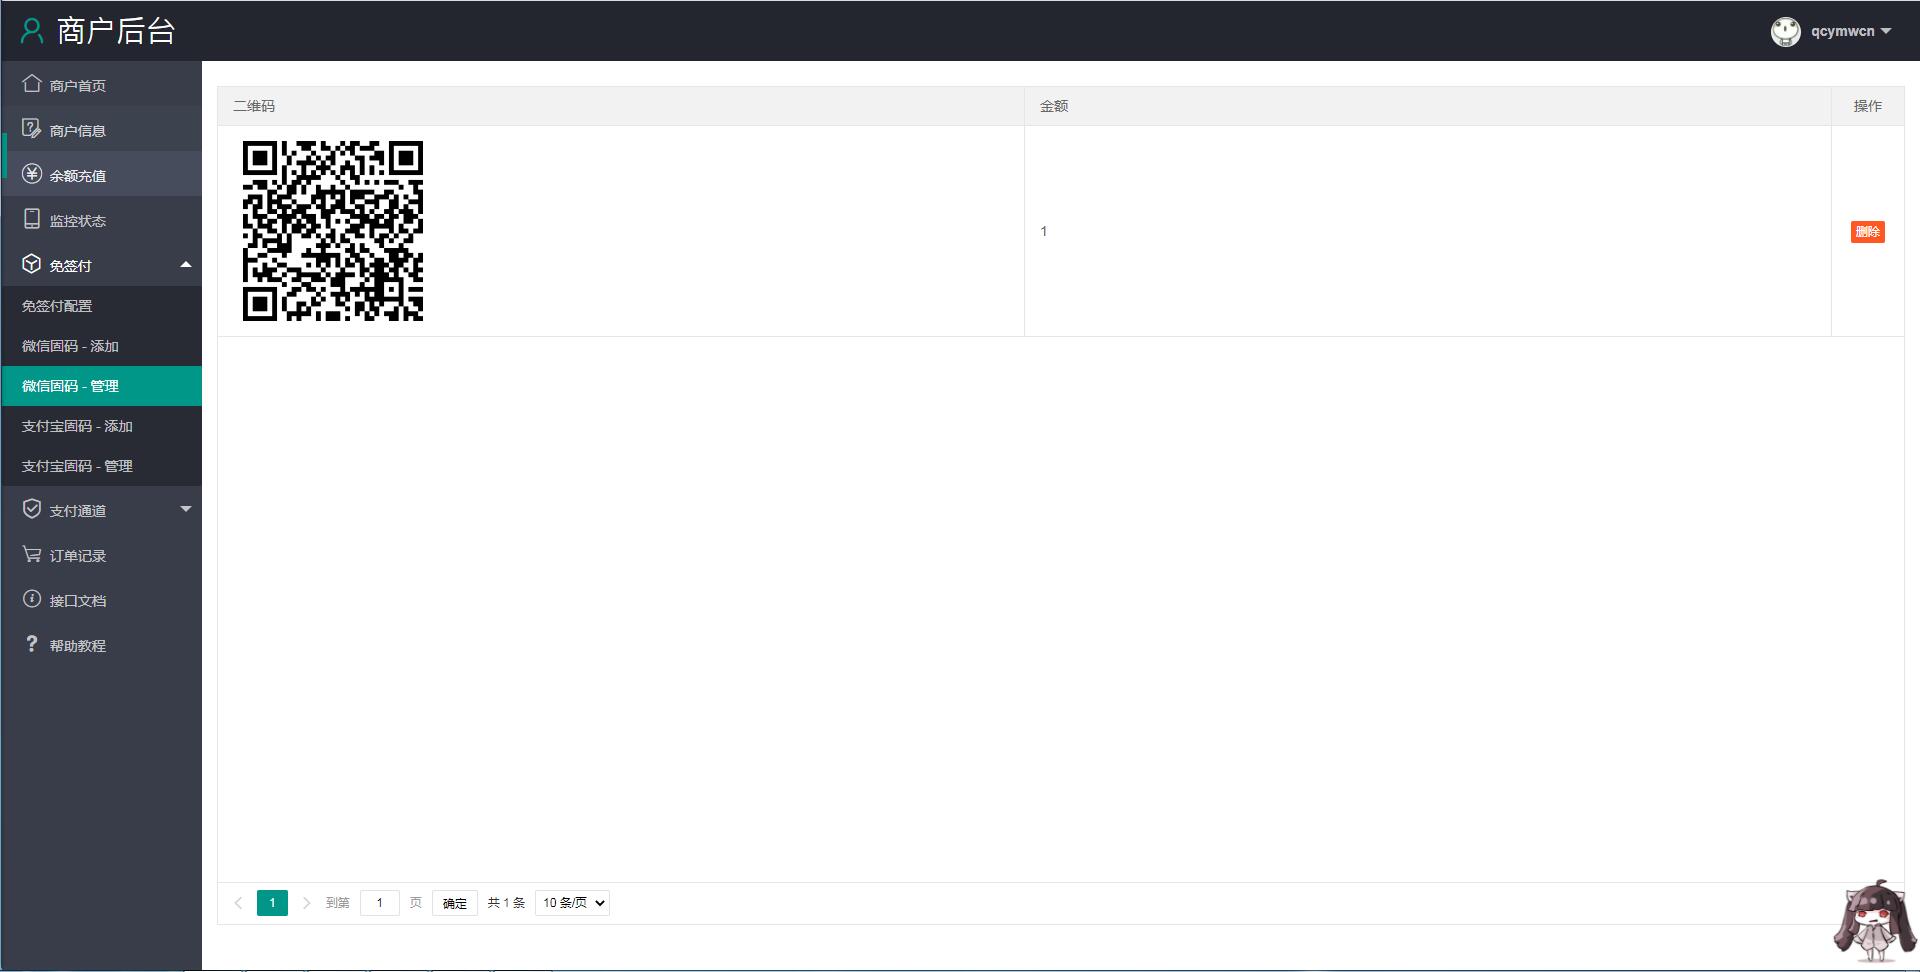 商户后台
qcymwcn
商户首页
商户信息
余额充值
监控状态
免签付
免签付配置
微信固码 - 添加
微信固码 - 管理
支付宝固码 - 添加
支付宝固码 - 管理
支付通道
订单记录
接口文档
帮助教程
二维码 金额 操作
1 删除
1 到第 1 页 确定 共 1 条 10 条/页